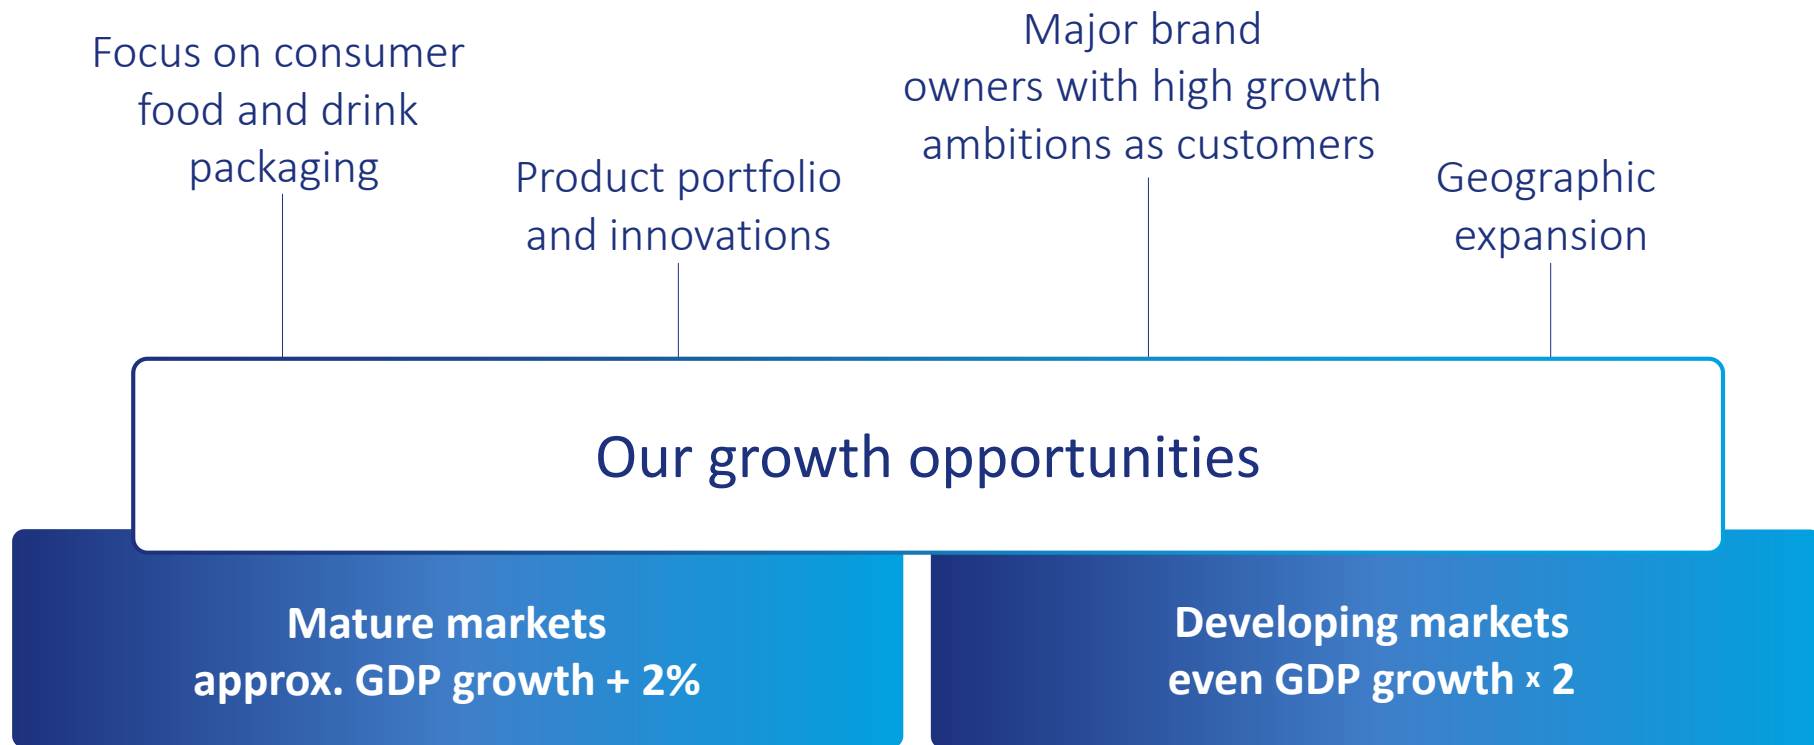 Focus on consumer
food and drink
packaging
Product portfolio
and innovations
Major brand
owners with high growth
ambitions as customers
Geographic
expansion
Our growth opportunities
Mature markets
approx. GDP growth + 2%
Developing markets
even GDP growth x 2